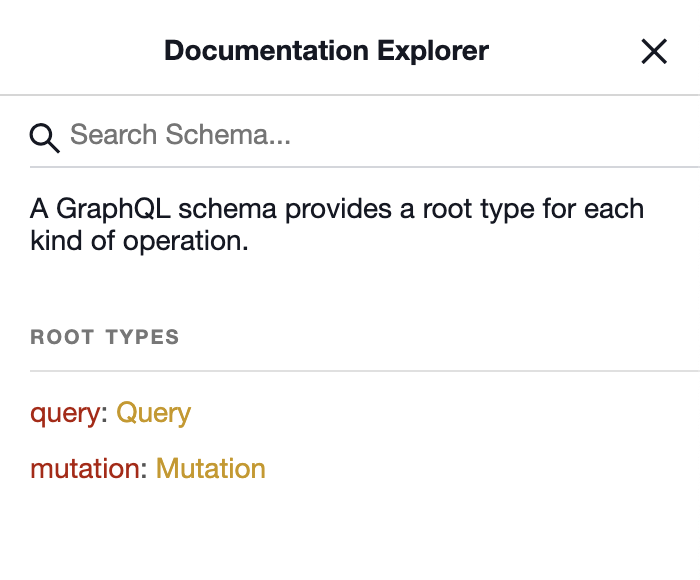 Documentation Explorer
Search Schema...
A GraphQL schema provides a root type for each
kind of operation.
ROOT TYPES
query: Query
mutation: Mutation